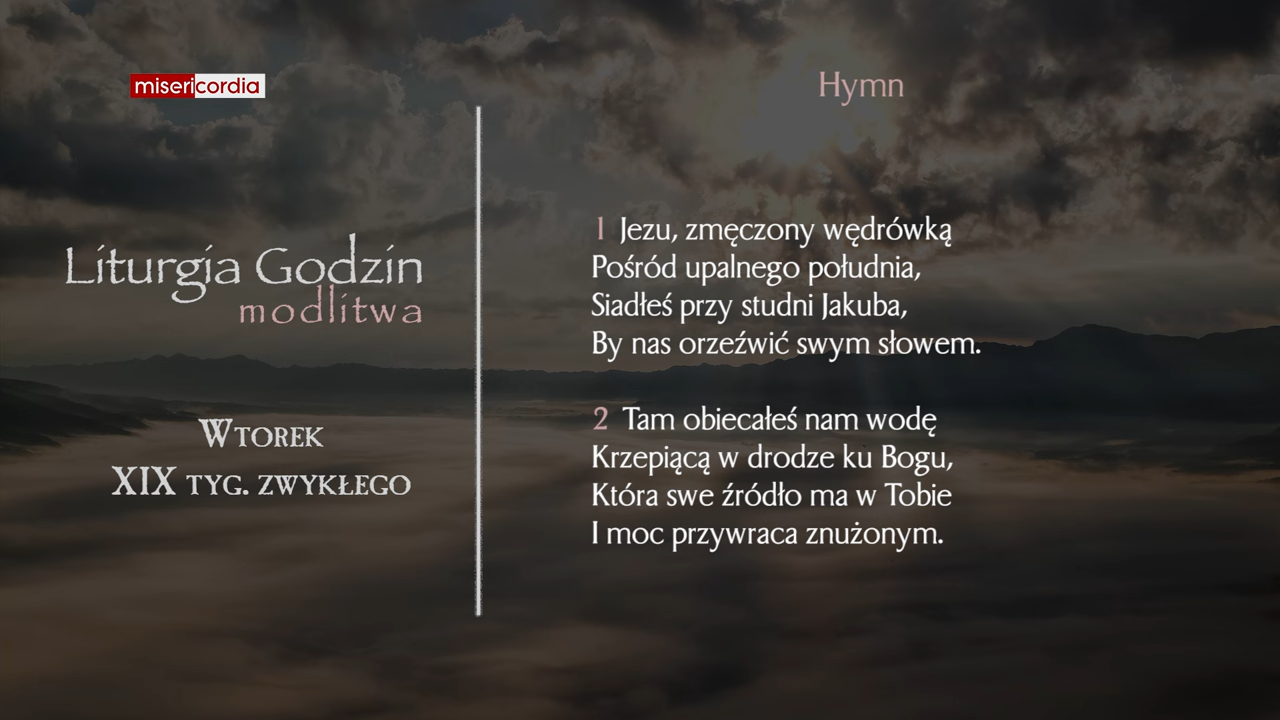 misericordia
Liturgia Godzin
modlitwa
Wtorek
XIX tyg. zwykłego
Hymn
1 Jezu, zmęczony wędrówką
Pośród upalnego południa,
Siadłeś przy studni Jakuba,
By nas orzeźwić swym słowem.
2 Tam obiecałeś nam wodę
Krzepiącą w drodze ku Bogu,
Która swe źródło ma w Tobie
I moc przywraca znużonym.